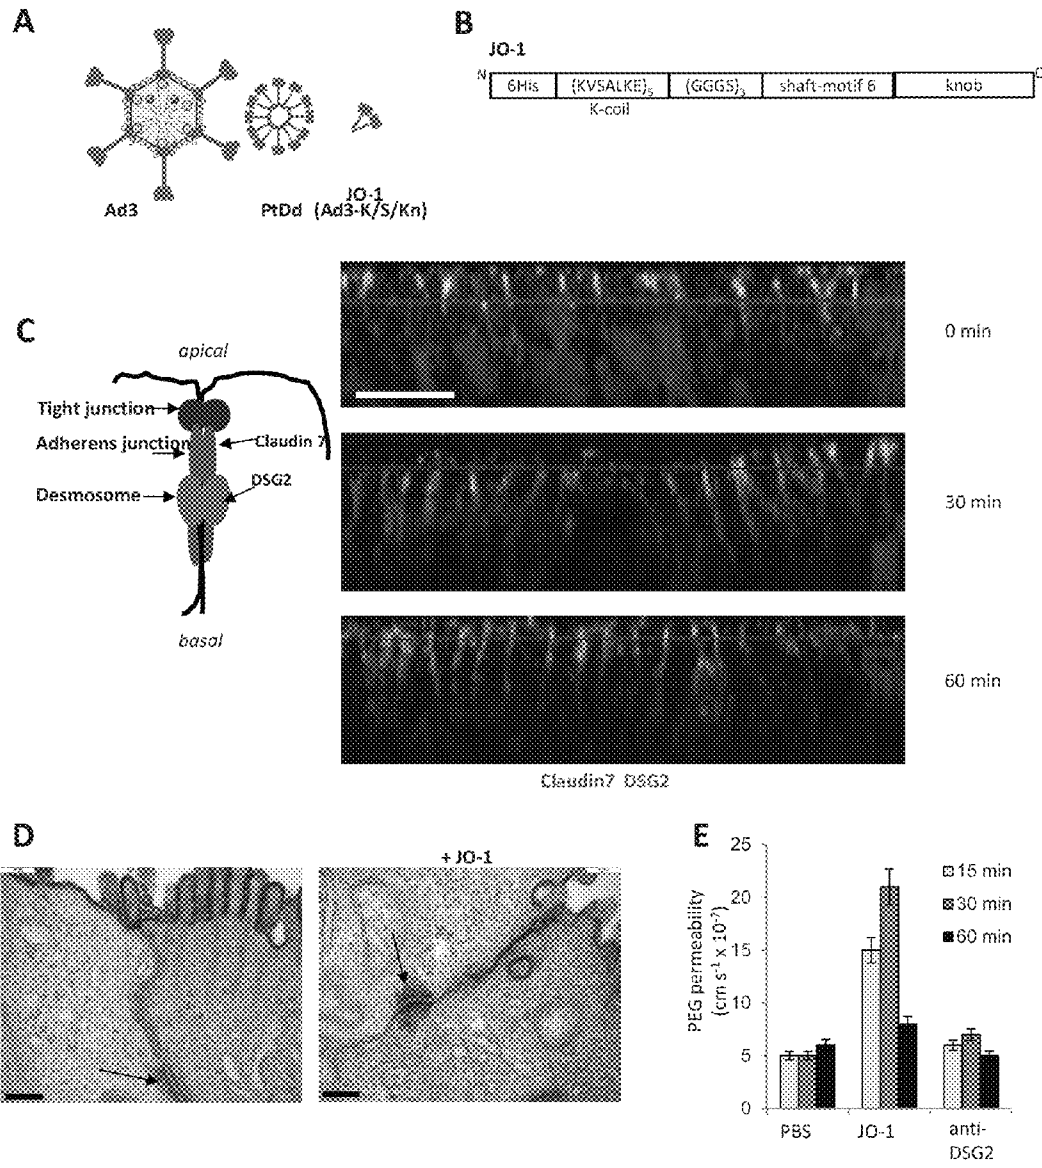 A
Ad3
PtDd
JO-1
(Ad3-K/S/Kn)
B
JO-1
N
C
6His
(KVSALKE)5
(GGGS)3
shaft-motif 6
knob
K-coil
C
apical
Tight junction
Adherens junction
Claudin 7
Desmosome
DSG2
basal
0 min
30 min
60 min
Claudin7 DSG2
D
+ JO-1
E
PEG permeability
(cm s-1 x 10-7)
25
20
15
10
5
0
15 min
30 min
60 min
PBS
JO-1
anti-
DSG2